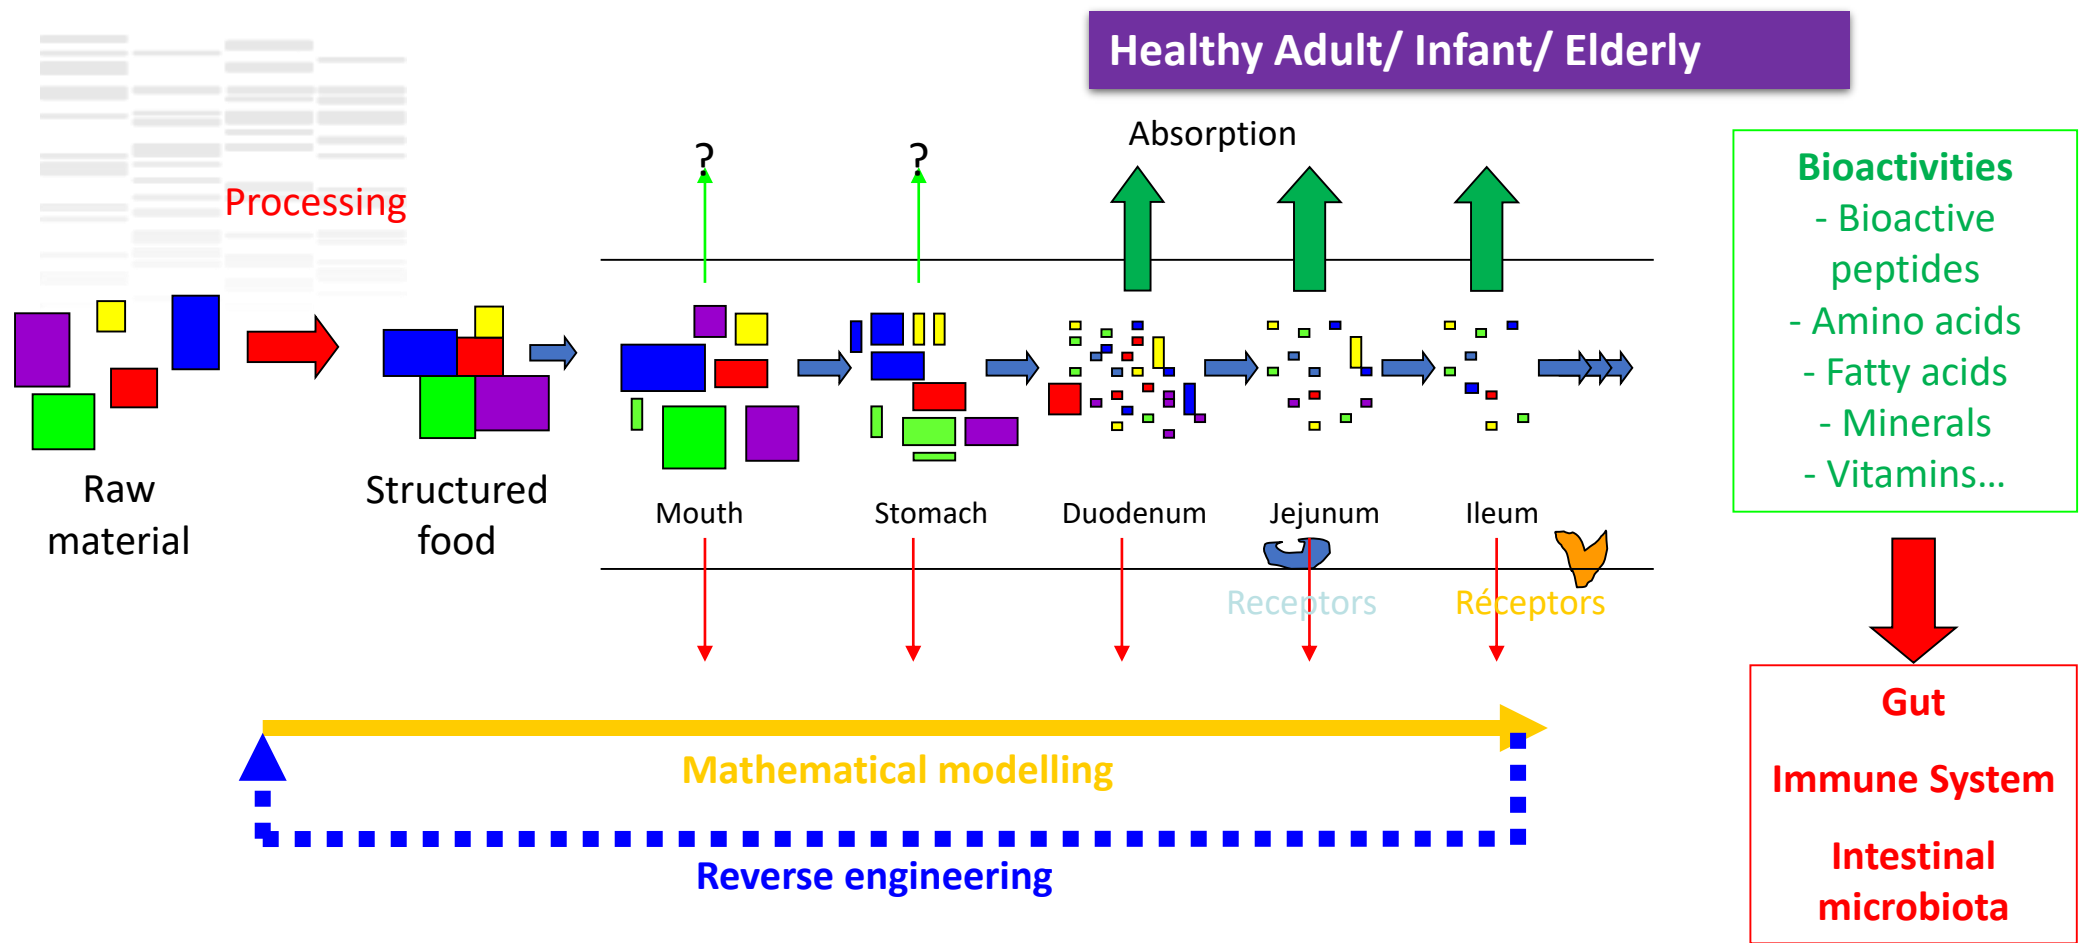 Healthy Adult/ Infant/ Elderly
Processing
?
?
Absorption
Raw
material
Structured
food
Mouth
Stomach
Duodenum
Jejunum
Ileum
Receptors
Réceptors
Mathematical modelling
Reverse engineering
Bioactivities
- Bioactive
peptides
- Amino acids
- Fatty acids
- Minerals
- Vitamins...
Gut
Immune System
Intestinal
microbiota